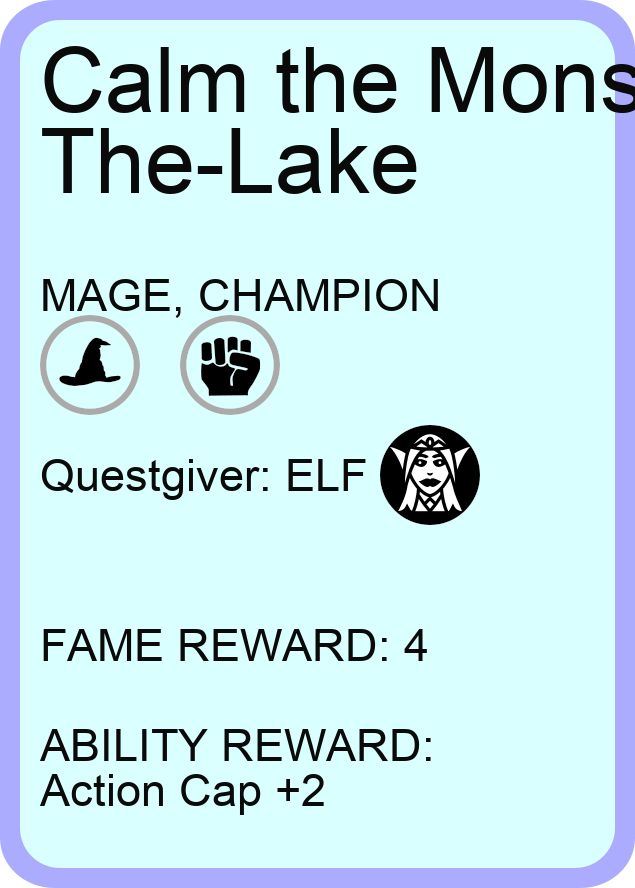 Calm the Mons
The-Lake
MAGE, CHAMPION
Questgiver: ELF
FAME REWARD: 4
ABILITY REWARD:
Action Cap +2